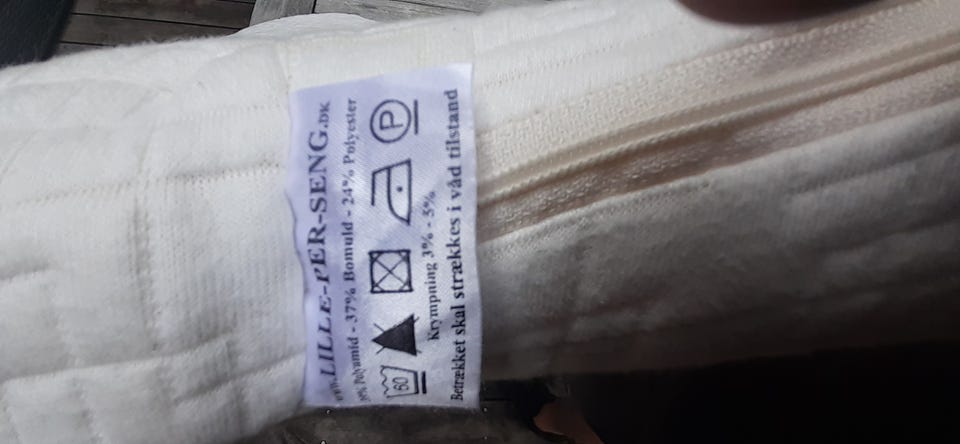 www.LILLE-PER-SENG.DK
39% Polyamid - 37% Bomuld - 24% Polyester
60 P
Krympning 3% - 5%
Betrækket skal strækkes i våd tilstand